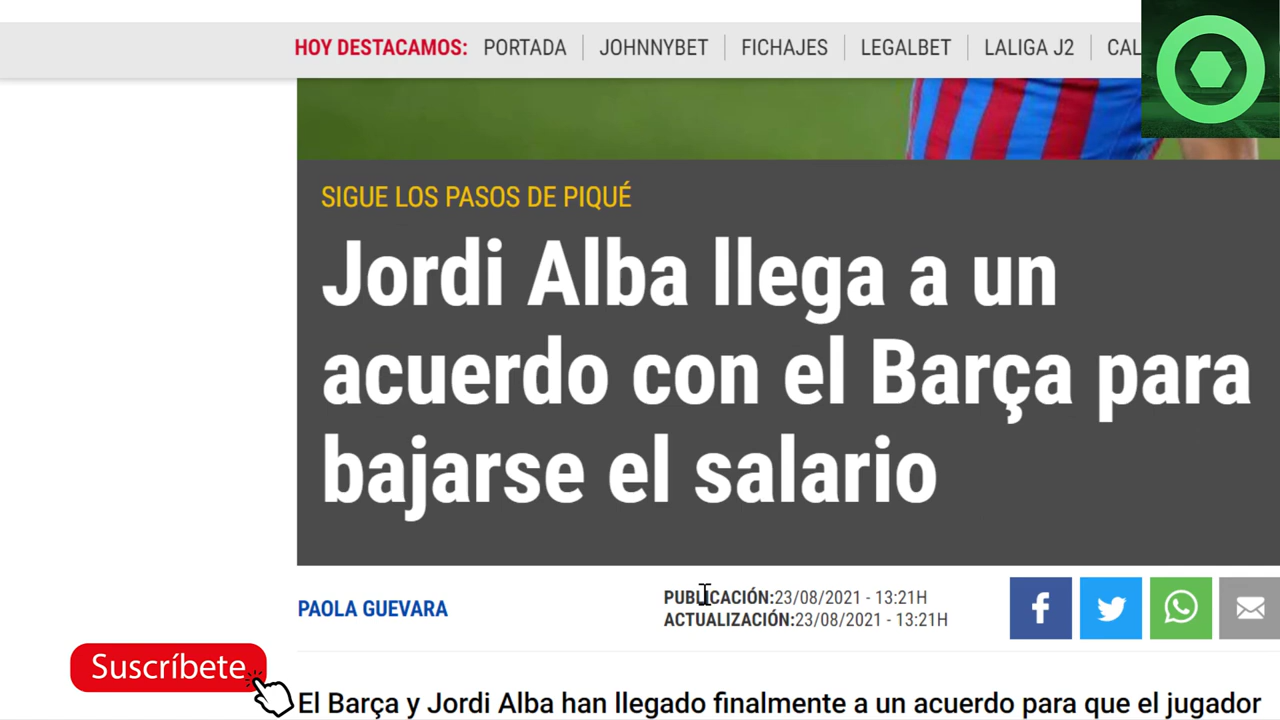 HOY DESTACAMOS: PORTADA JOHNNYBET FICHAJES LEGALBET LALIGA J2 CAL
SIGUE LOS PASOS DE PIQUÉ
Jordi Alba llega a un
acuerdo con el Barça para
bajarse el salario
PAOLA GUEVARA
PUBLICACIÓN:23/08/2021 - 13:21H
ACTUALIZACIÓN:23/08/2021 - 13:21H
Suscríbete
El Barça y Jordi Alba han llegado finalmente a un acuerdo para que el jugador